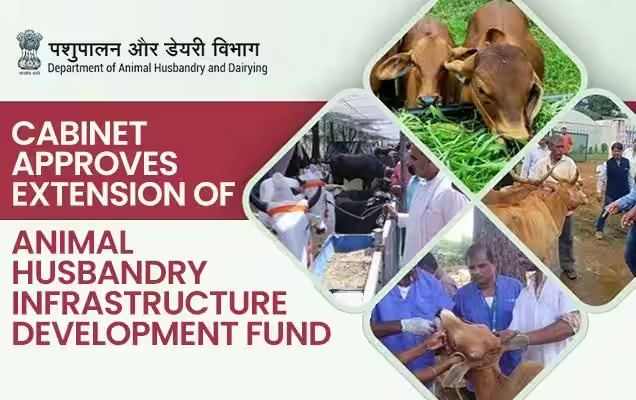 पशुपालन और डेयरी विभाग
Department of Animal Husbandry and Dairying
CABINET
APPROVES
EXTENSION OF
ANIMAL
HUSBANDRY
INFRASTRUCTURE
DEVELOPMENT FUND